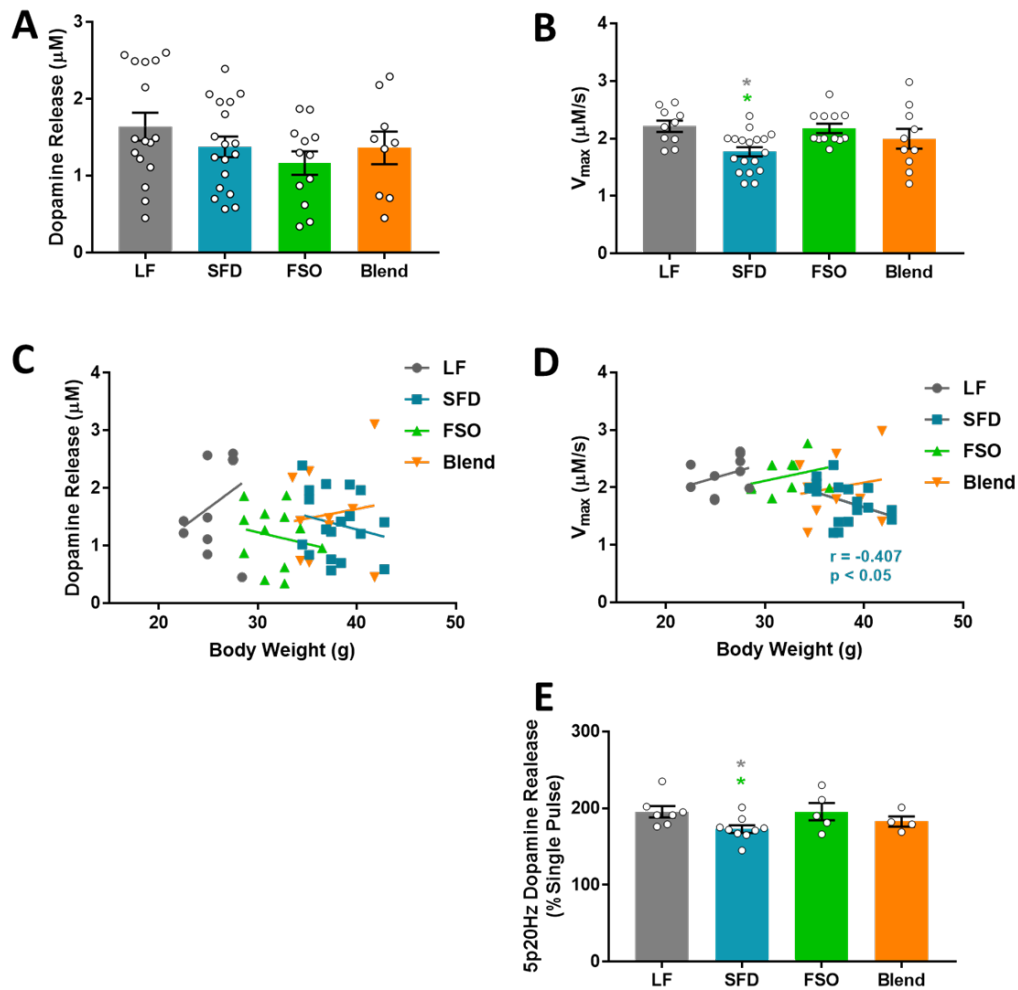 A
Dopamine Release (μM)
3
2
1
0
LF SFD FSO Blend
B
Vmax (μM/s)
4
3
2
1
0
*
*
LF SFD FSO Blend
C
Dopamine Release (μM)
4
3
2
1
0
20 30 40 50
Body Weight (g)
LF
SFD
FSO
Blend
D
Vmax (μM/s)
4
3
2
1
0
20 30 40 50
Body Weight (g)
LF
SFD
FSO
Blend
r = -0.407
p < 0.05
E
5p20Hz Dopamine Realease
(% Single Pulse)
300
200
100
0
*
*
LF SFD FSO Blend